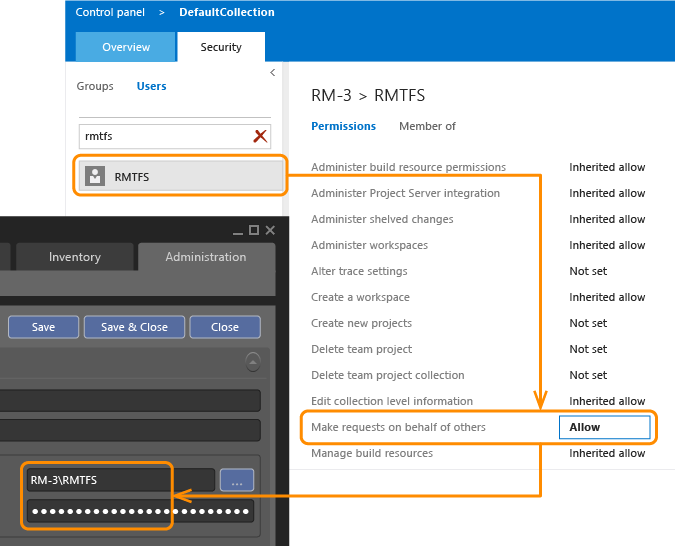 Control panel > DefaultCollection
Overview
Security
<
Groups Users
rmtfs
RMTFS
RM-3 > RMTFS
Permissions Member of
Administer build resource permissions Inherited allow
Administer Project Server integration Inherited allow
Administer shelved changes Inherited allow
Administer workspaces Inherited allow
Alter trace settings Not set
Create a workspace Inherited allow
Create new projects Not set
Delete team project Not set
Delete team project collection Not set
Edit collection level information Inherited allow
Make requests on behalf of others Allow
Manage build resources Inherited allow
Inventory Administration
Save Save & Close Close
RM-3\RMTFS ...